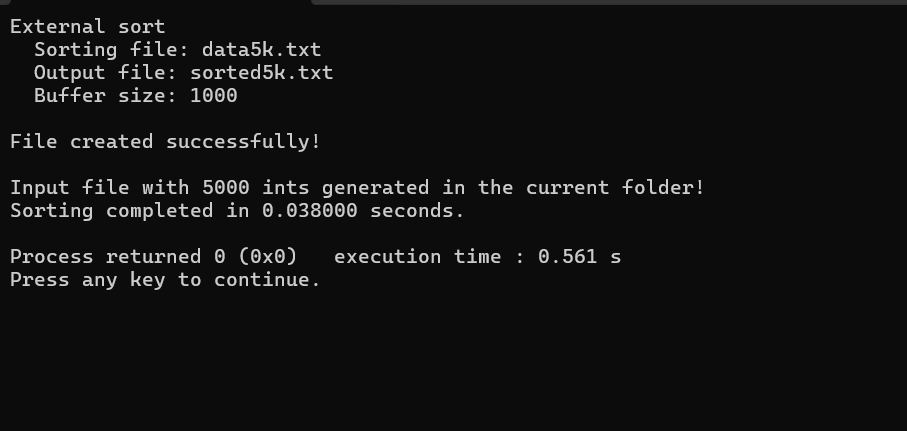 External sort
  Sorting file: data5k.txt
  Output file: sorted5k.txt
  Buffer size: 1000
File created successfully!
Input file with 5000 ints generated in the current folder!
Sorting completed in 0.038000 seconds.
Process returned 0 (0x0)   execution time : 0.561 s
Press any key to continue.